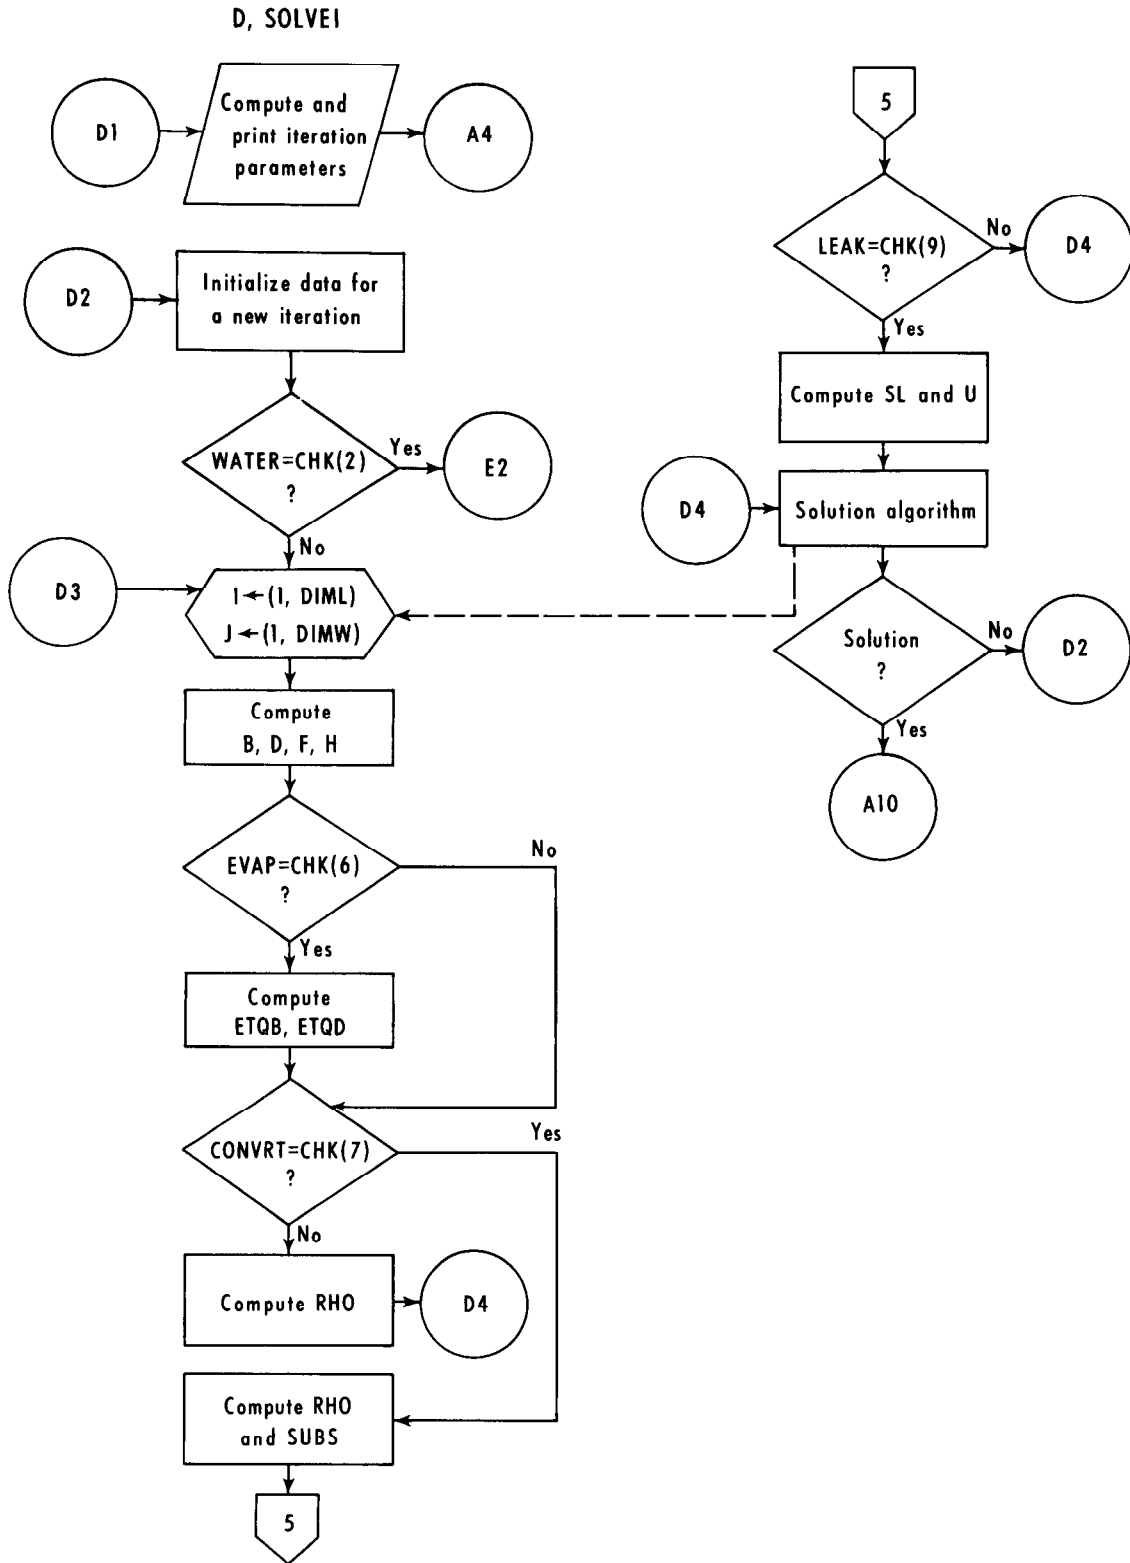 D, SOLVEI
D1
Compute and
print iteration
parameters
A4
D2
Initialize data for
a new iteration
WATER=CHK(2)
?
Yes
E2
No
D3
I←(1, DIML)
J←(1, DIMW)
Compute
B, D, F, H
EVAP=CHK(6)
?
No
Yes
Compute
ETQB, ETQD
CONVRT=CHK(7)
?
Yes
No
Compute RHO
D4
Compute RHO
and SUBS
5
5
LEAK=CHK(9)
?
No
D4
Yes
Compute SL and U
D4
Solution algorithm
Solution
?
No
D2
Yes
A10